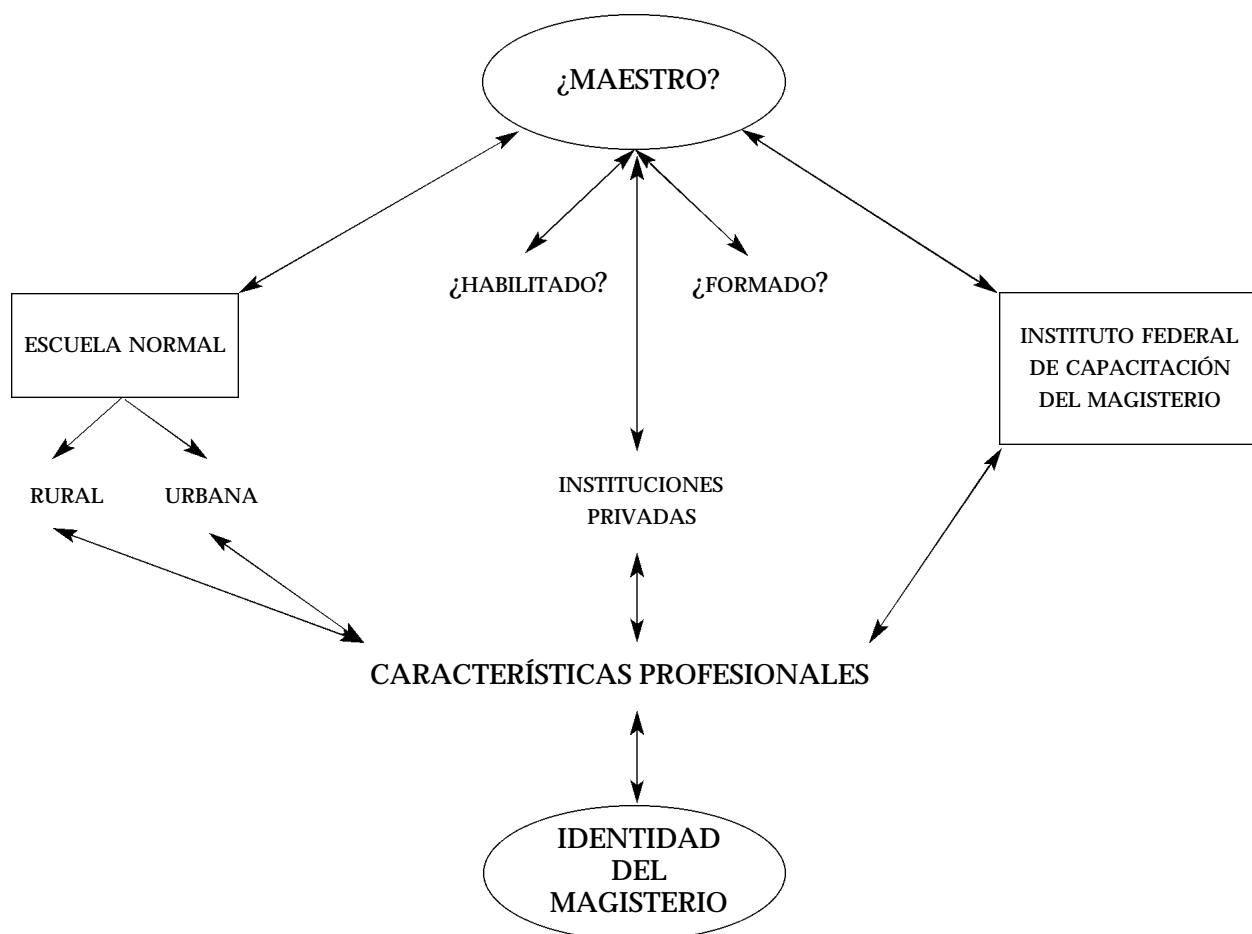 ¿MAESTRO?
¿HABILITADO?
¿FORMADO?
ESCUELA NORMAL
INSTITUTO FEDERAL
DE CAPACITACIÓN
DEL MAGISTERIO
RURAL
URBANA
INSTITUCIONES
PRIVADAS
CARACTERÍSTICAS PROFESIONALES
IDENTIDAD
DEL
MAGISTERIO